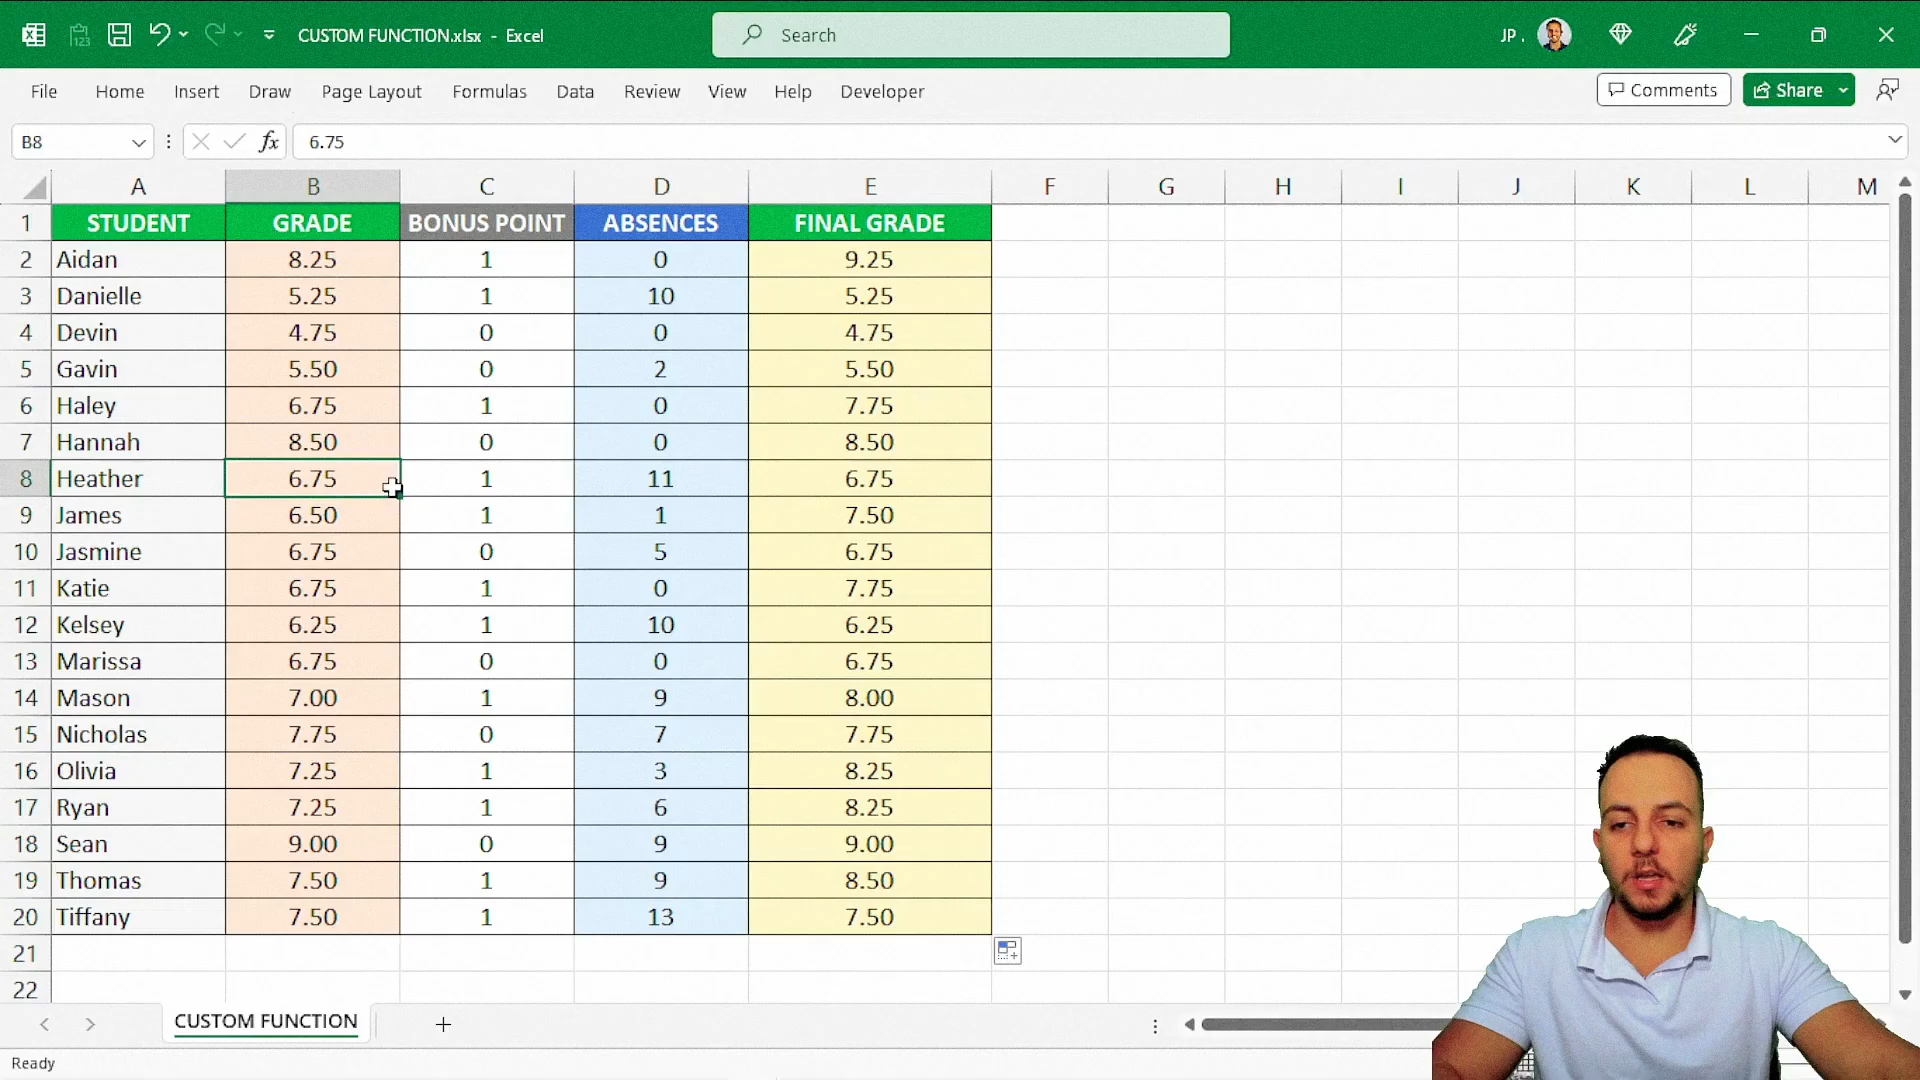 CUSTOM FUNCTION.xlsx - Excel
Search
JP .
File Home Insert Draw Page Layout Formulas Data Review View Help Developer
Comments
Share
B8
fx
6.75
A B C D E F G H I J K L M
1 STUDENT GRADE BONUS POINT ABSENCES FINAL GRADE
2 Aidan 8.25 1 0 9.25
3 Danielle 5.25 1 10 5.25
4 Devin 4.75 0 0 4.75
5 Gavin 5.50 0 2 5.50
6 Haley 6.75 1 0 7.75
7 Hannah 8.50 0 0 8.50
8 Heather 6.75 1 11 6.75
9 James 6.50 1 1 7.50
10 Jasmine 6.75 0 5 6.75
11 Katie 6.75 1 0 7.75
12 Kelsey 6.25 1 10 6.25
13 Marissa 6.75 0 0 6.75
14 Mason 7.00 1 9 8.00
15 Nicholas 7.75 0 7 7.75
16 Olivia 7.25 1 3 8.25
17 Ryan 7.25 1 6 8.25
18 Sean 9.00 0 9 9.00
19 Thomas 7.50 1 9 8.50
20 Tiffany 7.50 1 13 7.50
21
22
CUSTOM FUNCTION
Ready